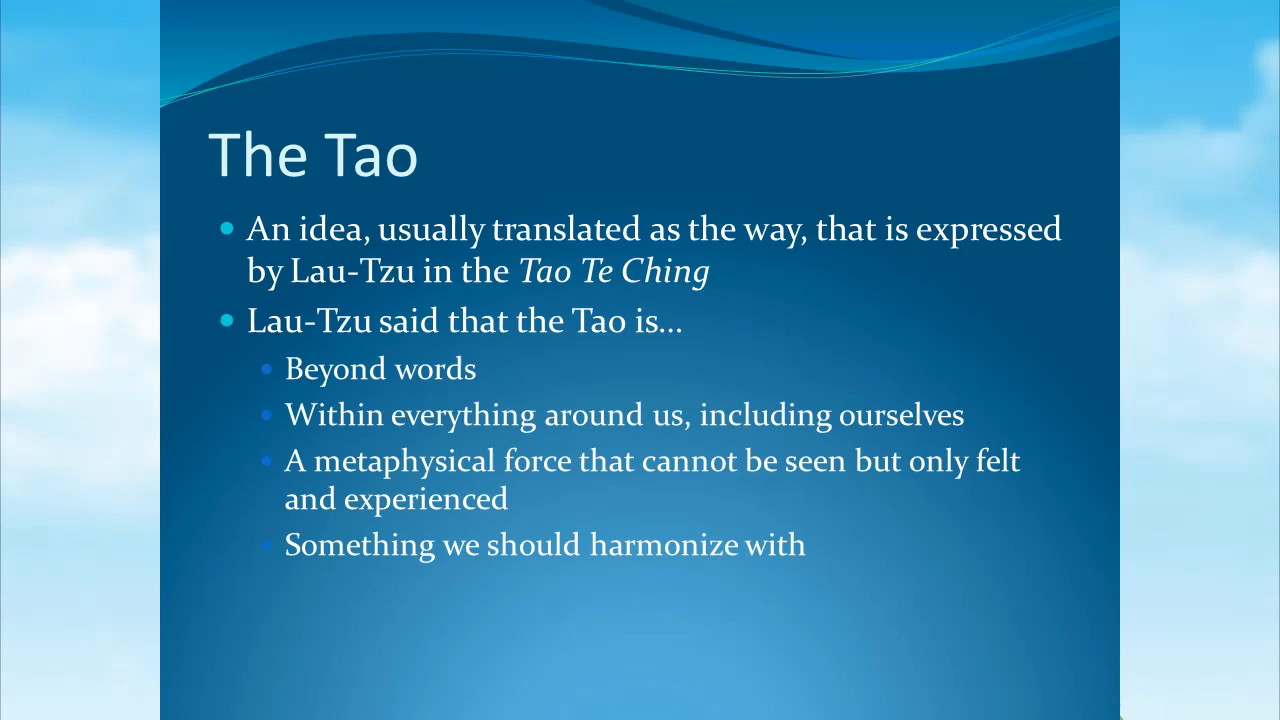 The Tao
An idea, usually translated as the way, that is expressed
by Lau-Tzu in the Tao Te Ching
Lau-Tzu said that the Tao is...
Beyond words
Within everything around us, including ourselves
A metaphysical force that cannot be seen but only felt
and experienced
Something we should harmonize with